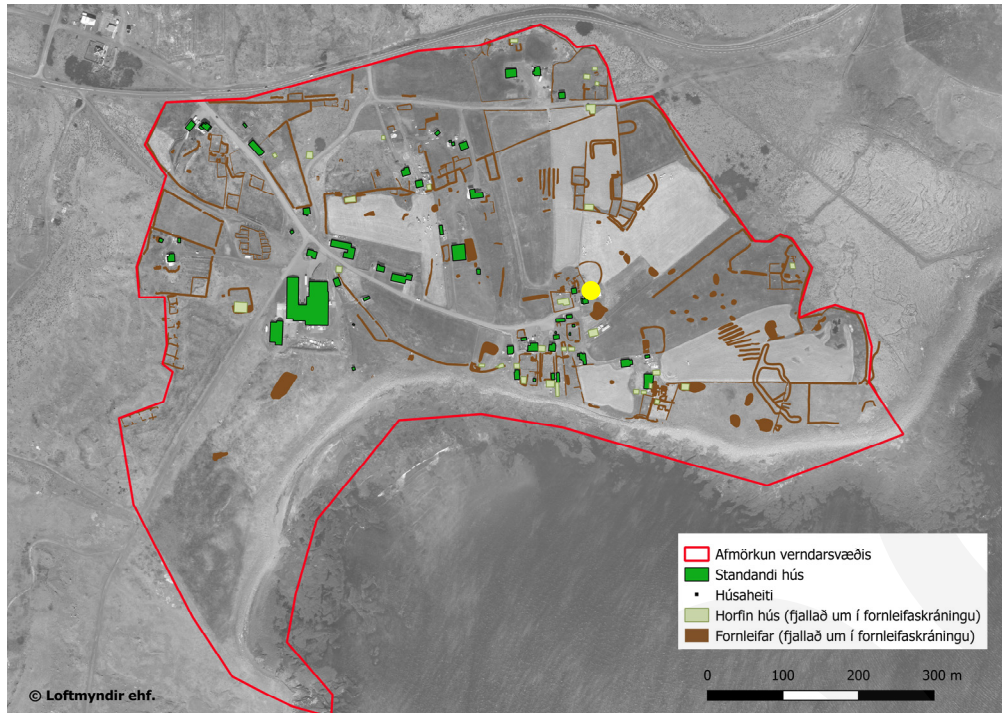 Afmörkun verndarsvæðis
Standandi hús
Húsaheiti
Horfin hús (fjallað um í fornleifaskráningu)
Fornleifar (fjallað um í fornleifaskráningu)
0 100 200 300 m
© Loftmyndir ehf.